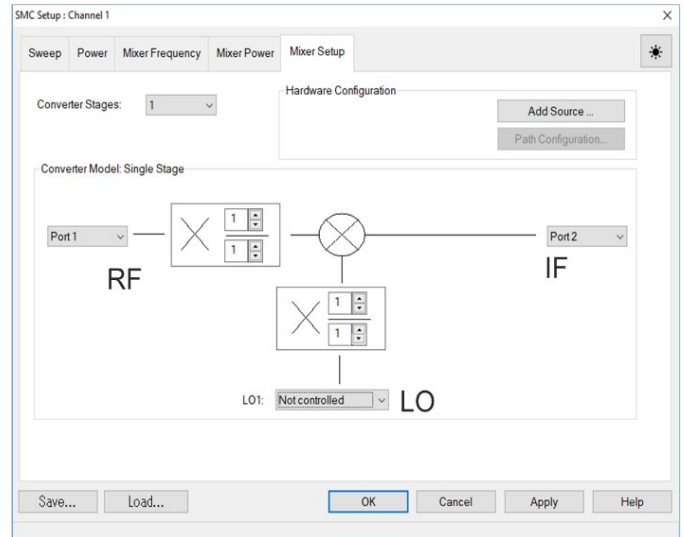 SMC Setup : Channel 1
Sweep Power Mixer Frequency Mixer Power Mixer Setup
Converter Stages: 1
Hardware Configuration
Add Source ...
Path Configuration...
Converter Model: Single Stage
Port 1
1
1
Port 2
RF
IF
1
1
LO1: Not controlled LO
Save... Load... OK Cancel Apply Help